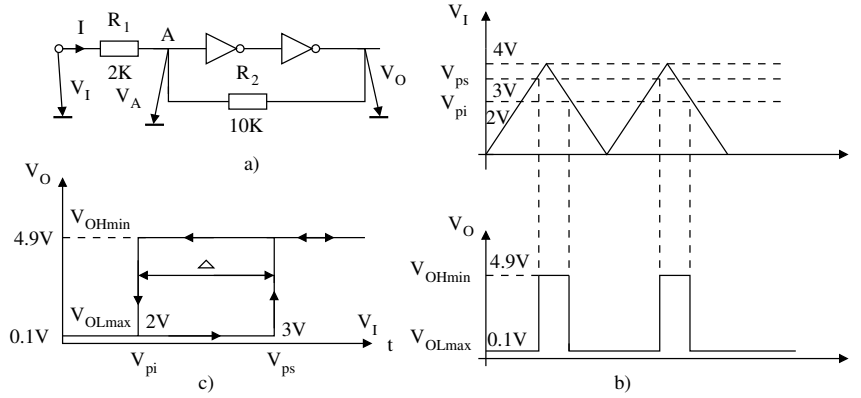 I R1 A
R2
VI 2K VA 10K VO
a)
VO
VOHmin
4.9V
△
VOLmax
0.1V 2V 3V VI
Vpi Vps t
c)
VI
4V
Vps
3V
Vpi
2V
VO
4.9V
VOHmin
0.1V
VOLmax
b)